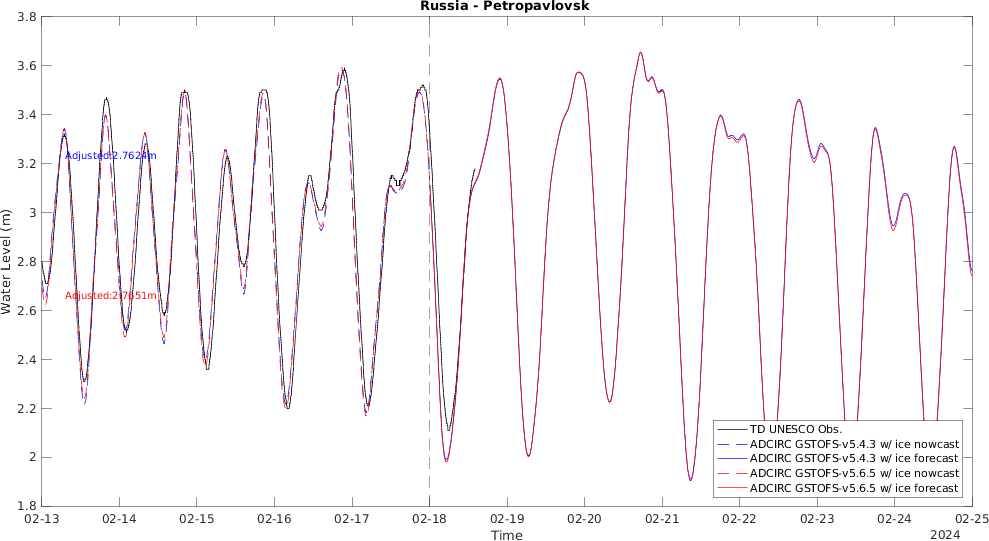 Russia - Petropavlovsk
Water Level (m)
3.8
3.6
3.4
3.2
3
2.8
2.6
2.4
2.2
2
1.8
Adjusted:2.7624m
Adjusted:2.7651m
TD UNESCO Obs.
ADCIRC GSTOFS-v5.4.3 w/ ice nowcast
ADCIRC GSTOFS-v5.4.3 w/ ice forecast
ADCIRC GSTOFS-v5.6.5 w/ ice nowcast
ADCIRC GSTOFS-v5.6.5 w/ ice forecast
02-13 02-14 02-15 02-16 02-17 02-18 02-19 02-20 02-21 02-22 02-23 02-24 02-25
Time
2024